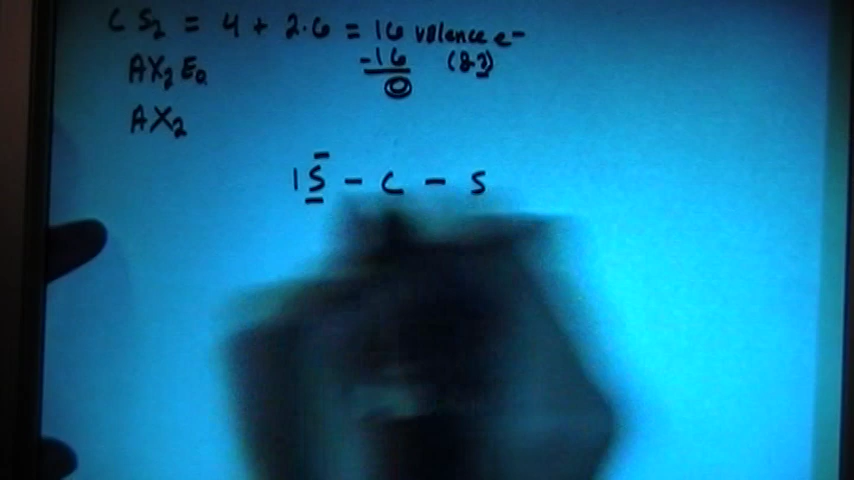 CS₂ = 4 + 2·6 = 16 valence e-
AX₂E₀ -16 (8·2)
0
AX₂
|S̲̅ - C - S